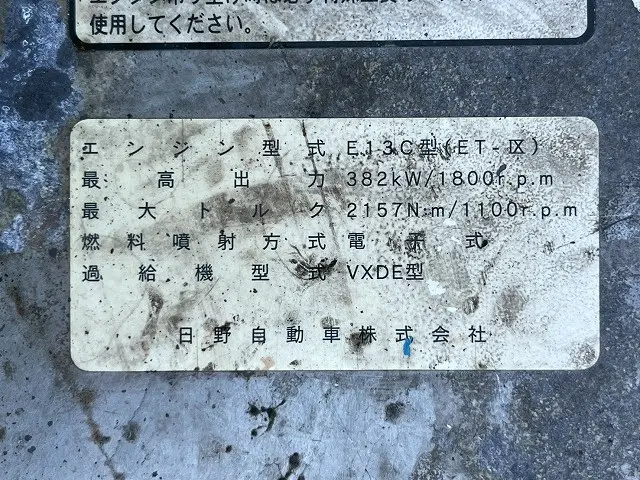 使用してください。
エンジン型式 E13C型(ET-Ⅸ)
最高出力 382kW/1800r.p.m
最大トルク 2157N·m/1100r.p.m
燃料噴射方式 電子式
過給機型式 VXDE型
日野自動車株式会社